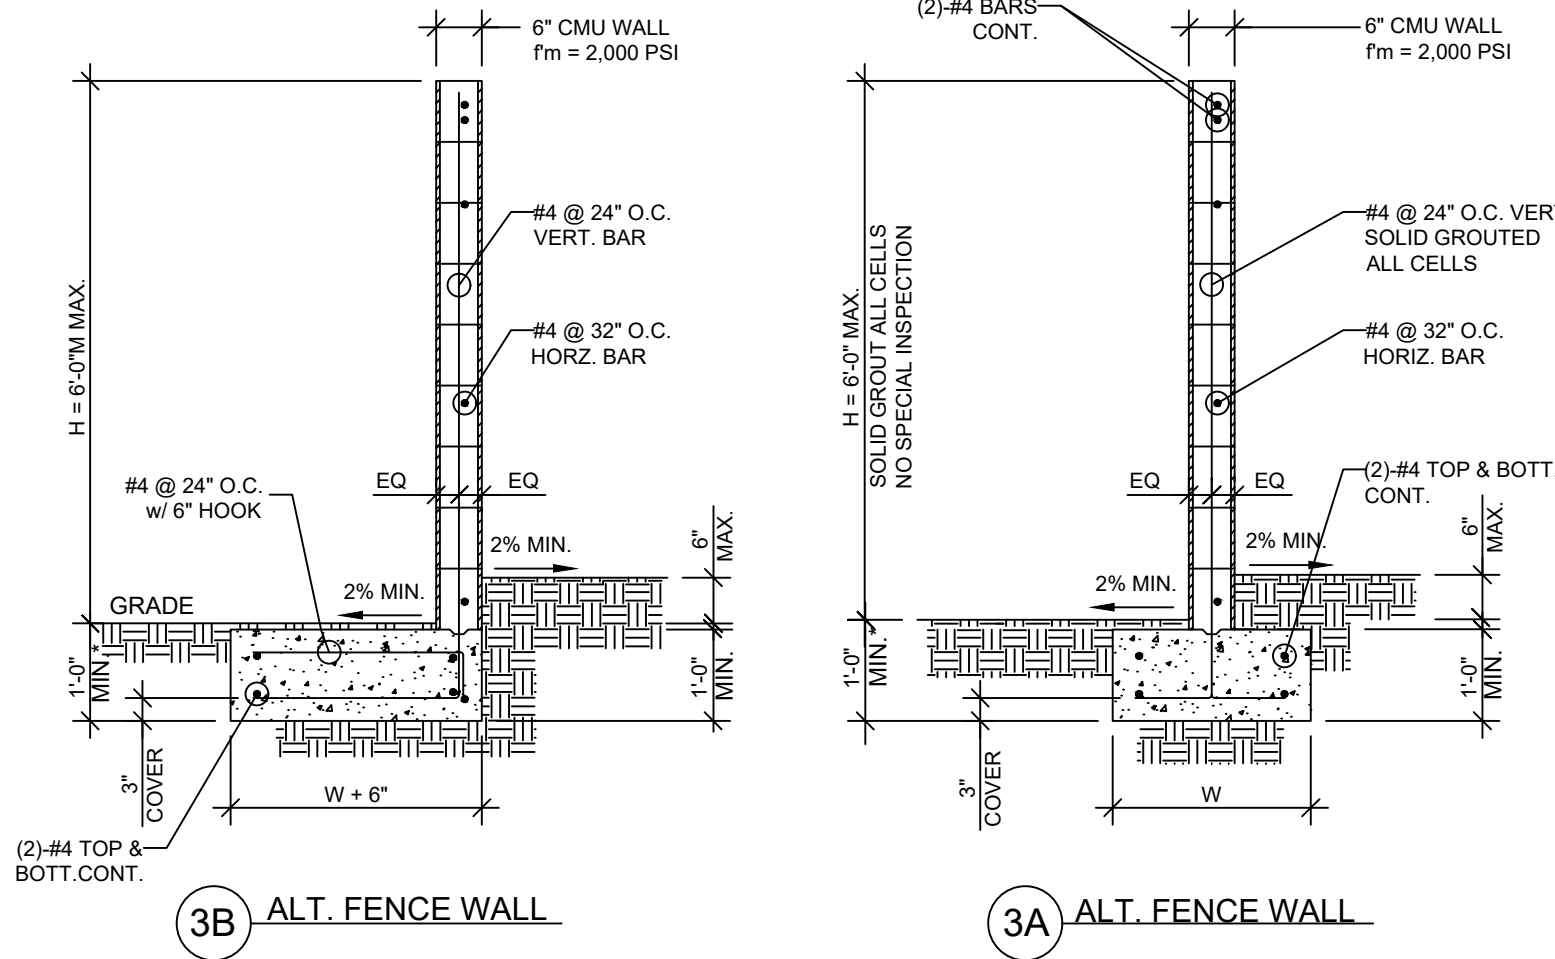 6" CMU WALL
f'm = 2,000 PSI
#4 @ 24" O.C.
VERT. BAR
H = 6'-0"M MAX.
#4 @ 32" O.C.
HORZ. BAR
EQ
EQ
#4 @ 24" O.C.
w/ 6" HOOK
2% MIN.
6"
MAX.
2% MIN.
GRADE
1'-0"
MIN.*
1'-0"
MIN.
3"
COVER
W + 6"
(2)-#4 TOP &
BOTT.CONT.
3B
ALT. FENCE WALL
(2)-#4 BARS
CONT.
6" CMU WALL
f'm = 2,000 PSI
H = 6'-0" MAX.
SOLID GROUT ALL CELLS
NO SPECIAL INSPECTION
#4 @ 24" O.C. VERT
SOLID GROUTED
ALL CELLS
#4 @ 32" O.C.
HORIZ. BAR
EQ
EQ
(2)-#4 TOP & BOTT.
CONT.
2% MIN.
6"
MAX.
2% MIN.
1'-0"
MIN.*
1'-0"
MIN.
3"
COVER
W
3A
ALT. FENCE WALL